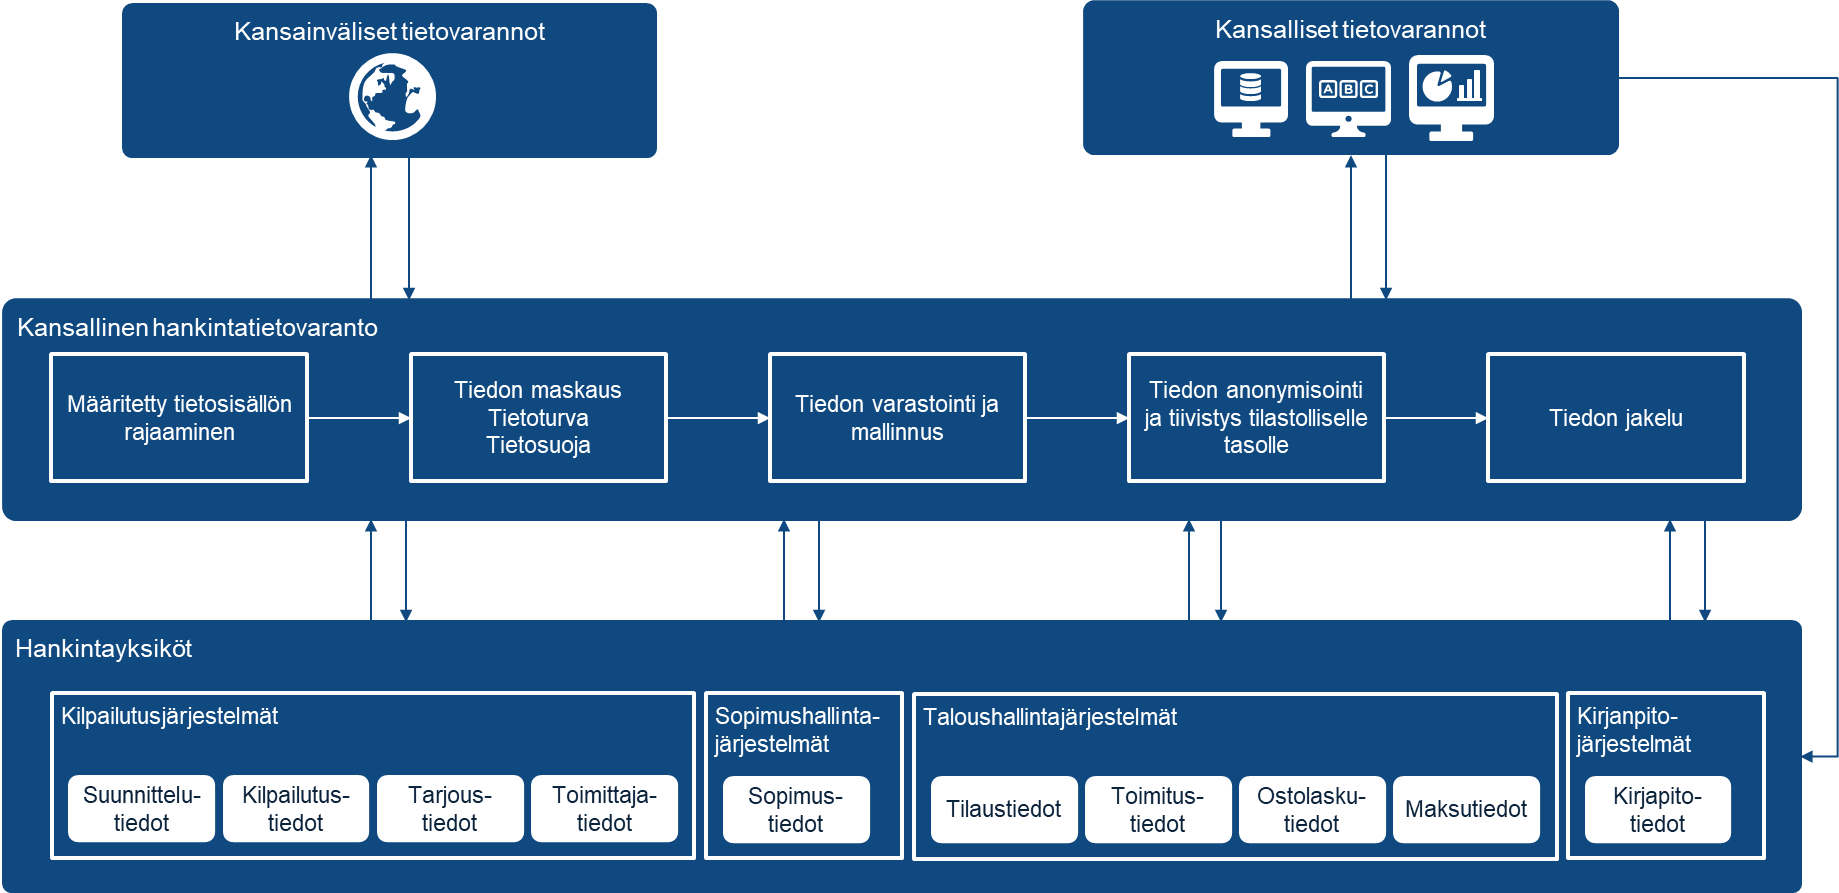 Kansainväliset tietovarannot
Kansalliset tietovarannot
A B C
Kansallinen hankintatietovaranto
Määritetty tietosisällön
rajaaminen
Tiedon maskaus
Tietoturva
Tietosuoja
Tiedon varastointi ja
mallinnus
Tiedon anonymisointi
ja tiivistys tilastolliselle
tasolle
Tiedon jakelu
Hankintayksiköt
Kilpailutusjärjestelmät
Suunnittelu-
tiedot
Kilpailutus-
tiedot
Tarjous-
tiedot
Toimittaja-
tiedot
Sopimushallinta-
järjestelmät
Sopimus-
tiedot
Taloushallintajärjestelmät
Tilaustiedot
Toimitus-
tiedot
Ostolasku-
tiedot
Maksutiedot
Kirjanpito-
järjestelmät
Kirjapito-
tiedot